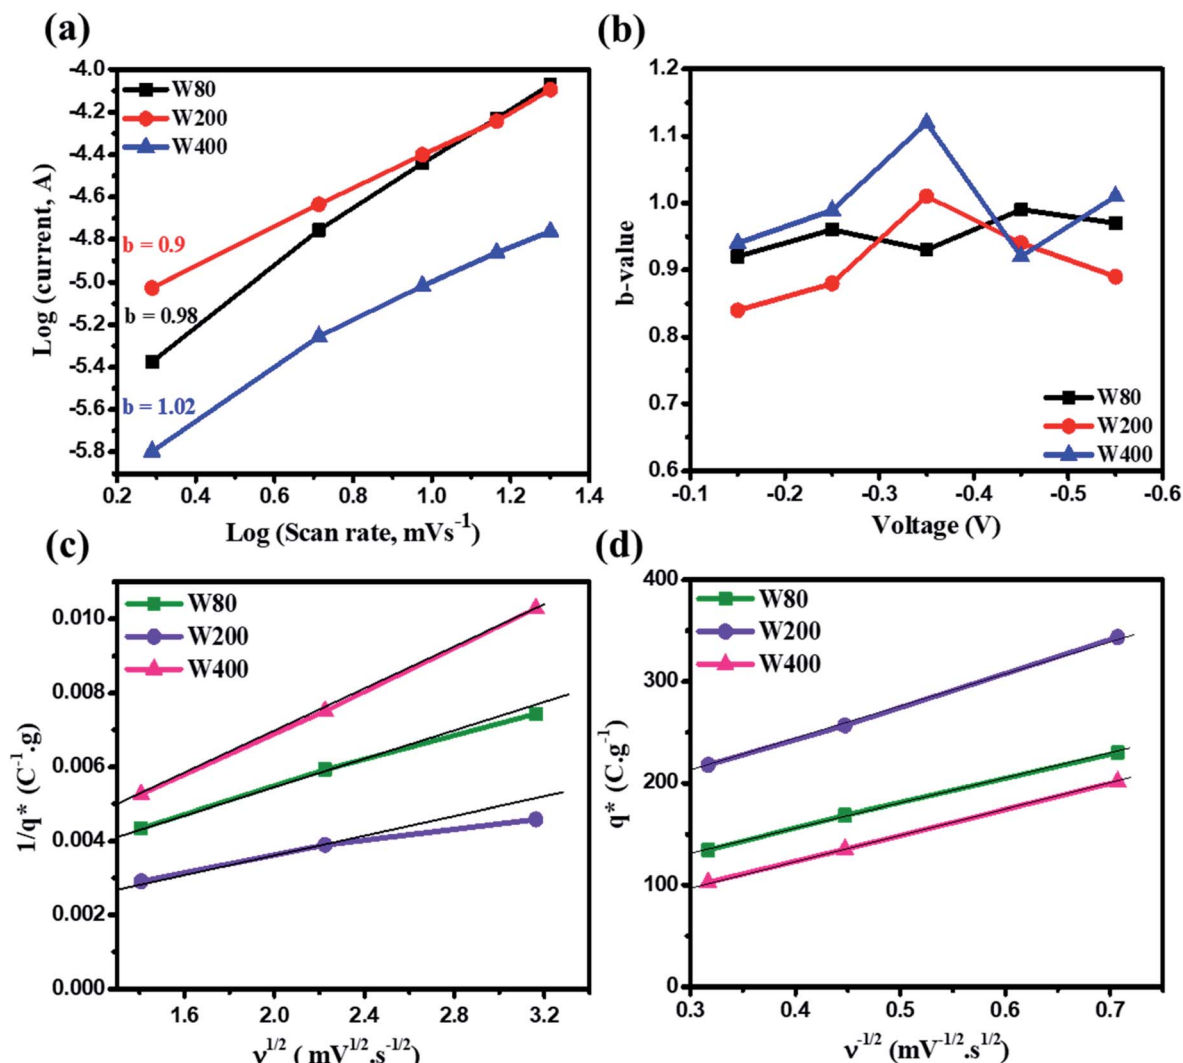 (a)
-4.0
-4.2
-4.4
-4.6
-4.8
-5.0
-5.2
-5.4
-5.6
-5.8
Log (current, A)
W80
W200
W400
b = 0.9
b = 0.98
b = 1.02
0.2 0.4 0.6 0.8 1.0 1.2 1.4
Log (Scan rate, mVs⁻¹)
(b)
1.2
1.1
1.0
0.9
0.8
0.7
0.6
b-value
W80
W200
W400
-0.1 -0.2 -0.3 -0.4 -0.5 -0.6
Voltage (V)
(c)
0.010
0.008
0.006
0.004
0.002
0.000
1/q* (C⁻¹.g)
W80
W200
W400
1.6 2.0 2.4 2.8 3.2
ν¹/² ( mV¹/².s⁻¹/²)
(d)
400
300
200
100
0
q* (C.g⁻¹)
W80
W200
W400
0.3 0.4 0.5 0.6 0.7
ν⁻¹/² (mV⁻¹/².s¹/²)